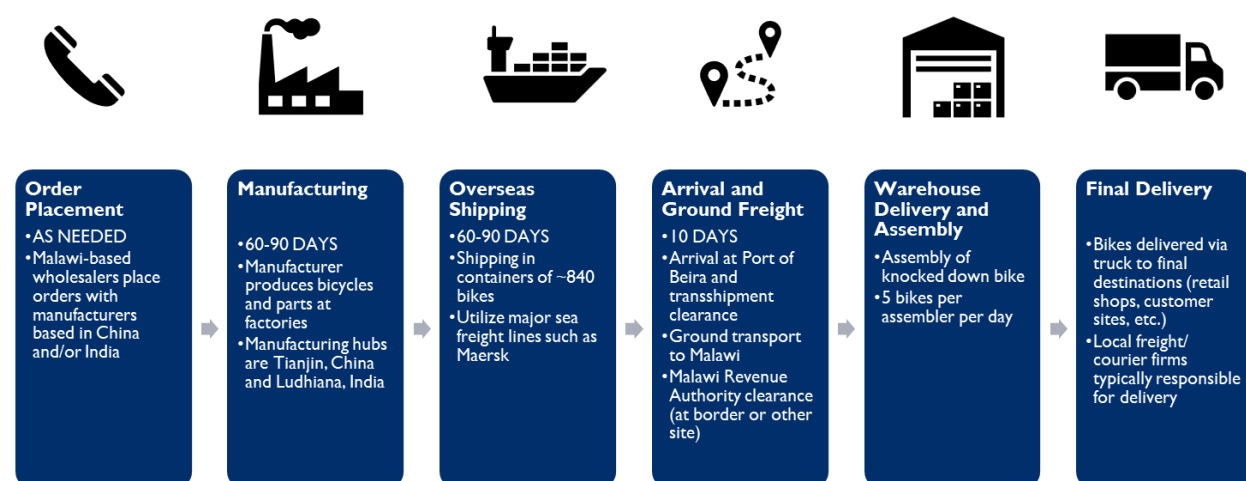 Order
Placement
•AS NEEDED
•Malawi-based
wholesalers place
orders with
manufacturers
based in China
and/or India
Manufacturing
•60-90 DAYS
•Manufacturer
produces bicycles
and parts at
factories
•Manufacturing hubs
are Tianjin, China
and Ludhiana, India
Overseas
Shipping
•60-90 DAYS
•Shipping in
containers of ~840
bikes
•Utilize major sea
freight lines such as
Maersk
Arrival and
Ground Freight
•10 DAYS
•Arrival at Port of
Beira and
transshipment
clearance
•Ground transport
to Malawi
•Malawi Revenue
Authority clearance
(at border or other
site)
Warehouse
Delivery and
Assembly
•Assembly of
knocked down bike
•5 bikes per
assembler per day
Final Delivery
•Bikes delivered via
truck to final
destinations (retail
shops, customer
sites, etc.)
•Local freight/
courier firms
typically responsible
for delivery